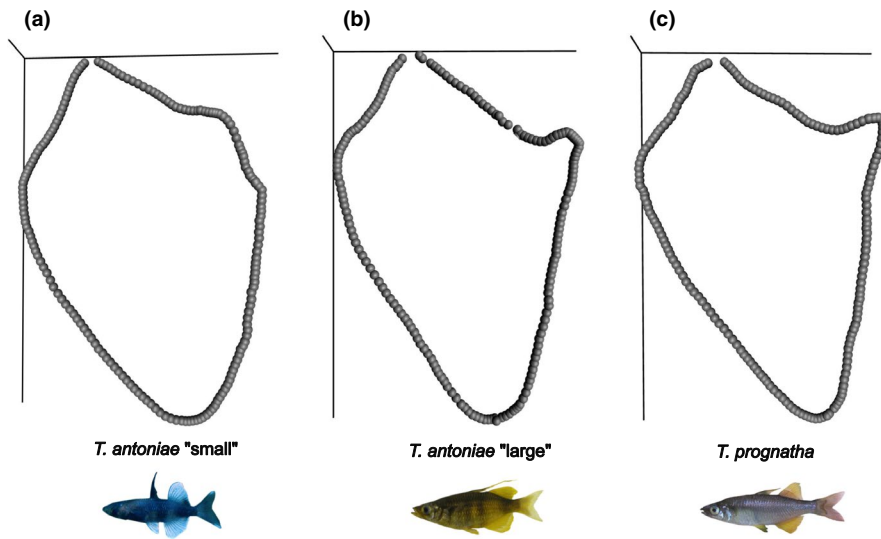 (a)
(b)
(c)
T. antoniae "small"
T. antoniae "large"
T. prognatha